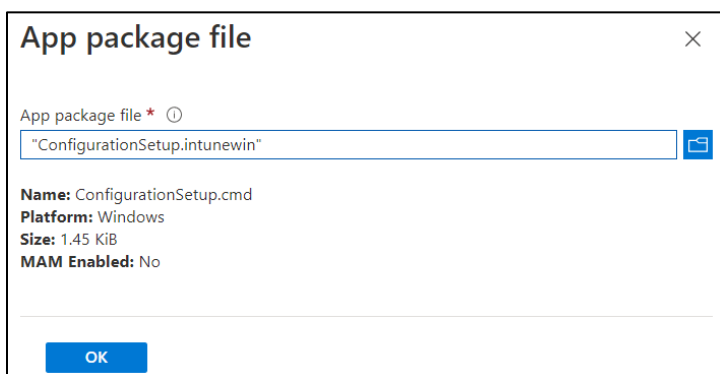 App package file
App package file *
"ConfigurationSetup.intunewin"
Name: ConfigurationSetup.cmd
Platform: Windows
Size: 1.45 KiB
MAM Enabled: No
OK